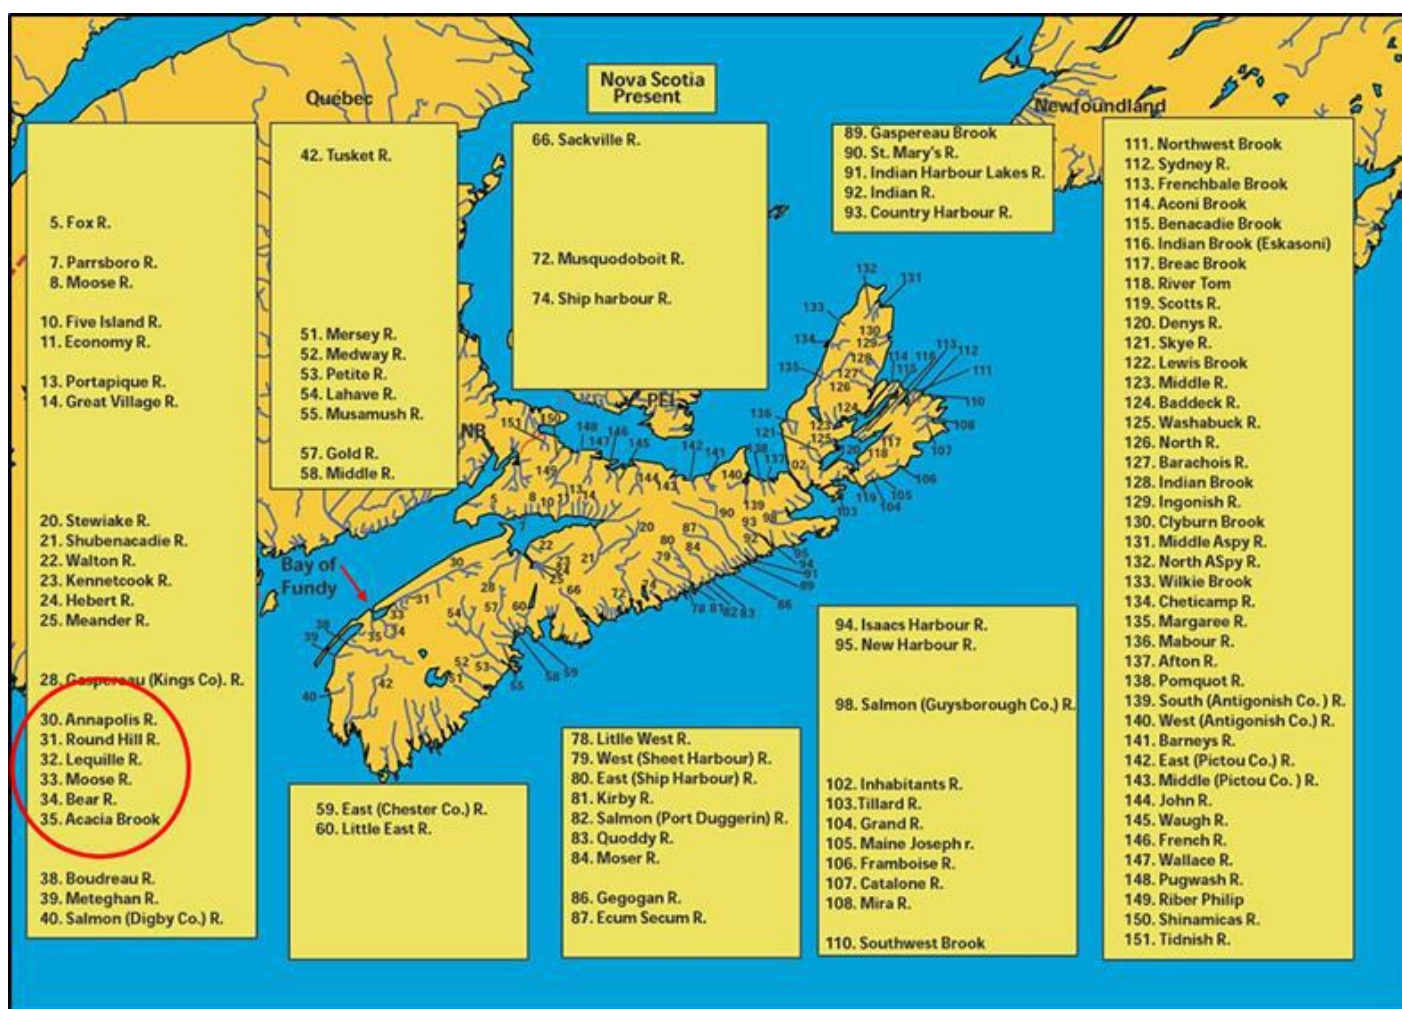 Nova Scotia
Present
Québec
Newfoundland
NB
PEI
Bay of
Fundy
5. Fox R.
7. Parrsboro R.
8. Moose R.
10. Five Island R.
11. Economy R.
13. Portapique R.
14. Great Village R.
20. Stewiake R.
21. Shubenacadie R.
22. Walton R.
23. Kennetcook R.
24. Hebert R.
25. Meander R.
28. Gaspereau (Kings Co). R.
30. Annapolis R.
31. Round Hill R.
32. Lequille R.
33. Moose R.
34. Bear R.
35. Acacia Brook
38. Boudreau R.
39. Meteghan R.
40. Salmon (Digby Co.) R.
42. Tusket R.
51. Mersey R.
52. Medway R.
53. Petite R.
54. Lahave R.
55. Musamush R.
57. Gold R.
58. Middle R.
59. East (Chester Co.) R.
60. Little East R.
66. Sackville R.
72. Musquodoboit R.
74. Ship harbour R.
78. Litlle West R.
79. West (Sheet Harbour) R.
80. East (Ship Harbour) R.
81. Kirby R.
82. Salmon (Port Duggerin) R.
83. Quoddy R.
84. Moser R.
86. Gegogan R.
87. Ecum Secum R.
89. Gaspereau Brook
90. St. Mary's R.
91. Indian Harbour Lakes R.
92. Indian R.
93. Country Harbour R.
94. Isaacs Harbour R.
95. New Harbour R.
98. Salmon (Guysborough Co.) R.
102. Inhabitants R.
103.Tillard R.
104. Grand R.
105. Maine Joseph r.
106. Framboise R.
107. Catalone R.
108. Mira R.
110. Southwest Brook
111. Northwest Brook
112. Sydney R.
113. Frenchbale Brook
114. Aconi Brook
115. Benacadie Brook
116. Indian Brook (Eskasoni)
117. Breac Brook
118. River Tom
119. Scotts R.
120. Denys R.
121. Skye R.
122. Lewis Brook
123. Middle R.
124. Baddeck R.
125. Washabuck R.
126. North R.
127. Barachois R.
128. Indian Brook
129. Ingonish R.
130. Clyburn Brook
131. Middle Aspy R.
132. North ASpy R.
133. Wilkie Brook
134. Cheticamp R.
135. Margaree R.
136. Mabour R.
137. Afton R.
138. Pomquot R.
139. South (Antigonish Co. ) R
140. West (Antigonish Co.) R.
141. Barneys R.
142. East (Pictou Co.) R.
143. Middle (Pictou Co. ) R.
144. John R.
145. Waugh R.
146. French R.
147. Wallace R.
148. Pugwash R.
149. Riber Philip
150. Shinamicas R.
151. Tidnish R.